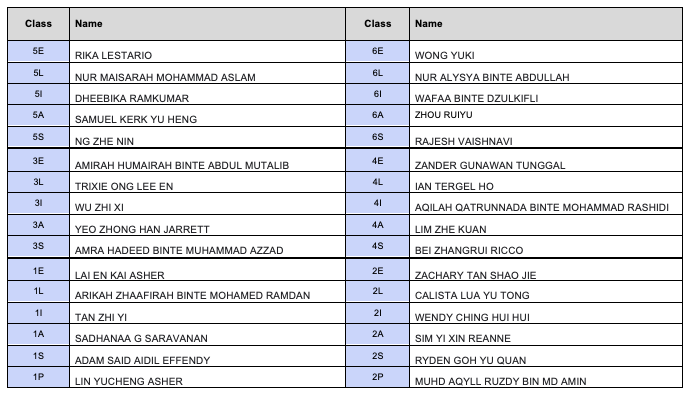 Class Name Class Name
5E RIKA LESTARIO 6E WONG YUKI
5L NUR MAISARAH MOHAMMAD ASLAM 6L NUR ALYSYA BINTE ABDULLAH
5I DHEEBIKA RAMKUMAR 6I WAFAA BINTE DZULKIFLI
5A SAMUEL KERK YU HENG 6A ZHOU RUIYU
5S NG ZHE NIN 6S RAJESH VAISHNAVI
3E AMIRAH HUMAIRAH BINTE ABDUL MUTALIB 4E ZANDER GUNAWAN TUNGGAL
3L TRIXIE ONG LEE EN 4L IAN TERGEL HO
3I WU ZHI XI 4I AQILAH QATRUNNADA BINTE MOHAMMAD RASHIDI
3A YEO ZHONG HAN JARRETT 4A LIM ZHE KUAN
3S AMRA HADEED BINTE MUHAMMAD AZZAD 4S BEI ZHANGRUI RICCO
1E LAI EN KAI ASHER 2E ZACHARY TAN SHAO JIE
1L ARIKAH ZHAAFIRAH BINTE MOHAMED RAMDAN 2L CALISTA LUA YU TONG
1I TAN ZHI YI 2I WENDY CHING HUI HUI
1A SADHANAA G SARAVANAN 2A SIM YI XIN REANNE
1S ADAM SAID AIDIL EFFENDY 2S RYDEN GOH YU QUAN
1P LIN YUCHENG ASHER 2P MUHD AQYLL RUZDY BIN MD AMIN